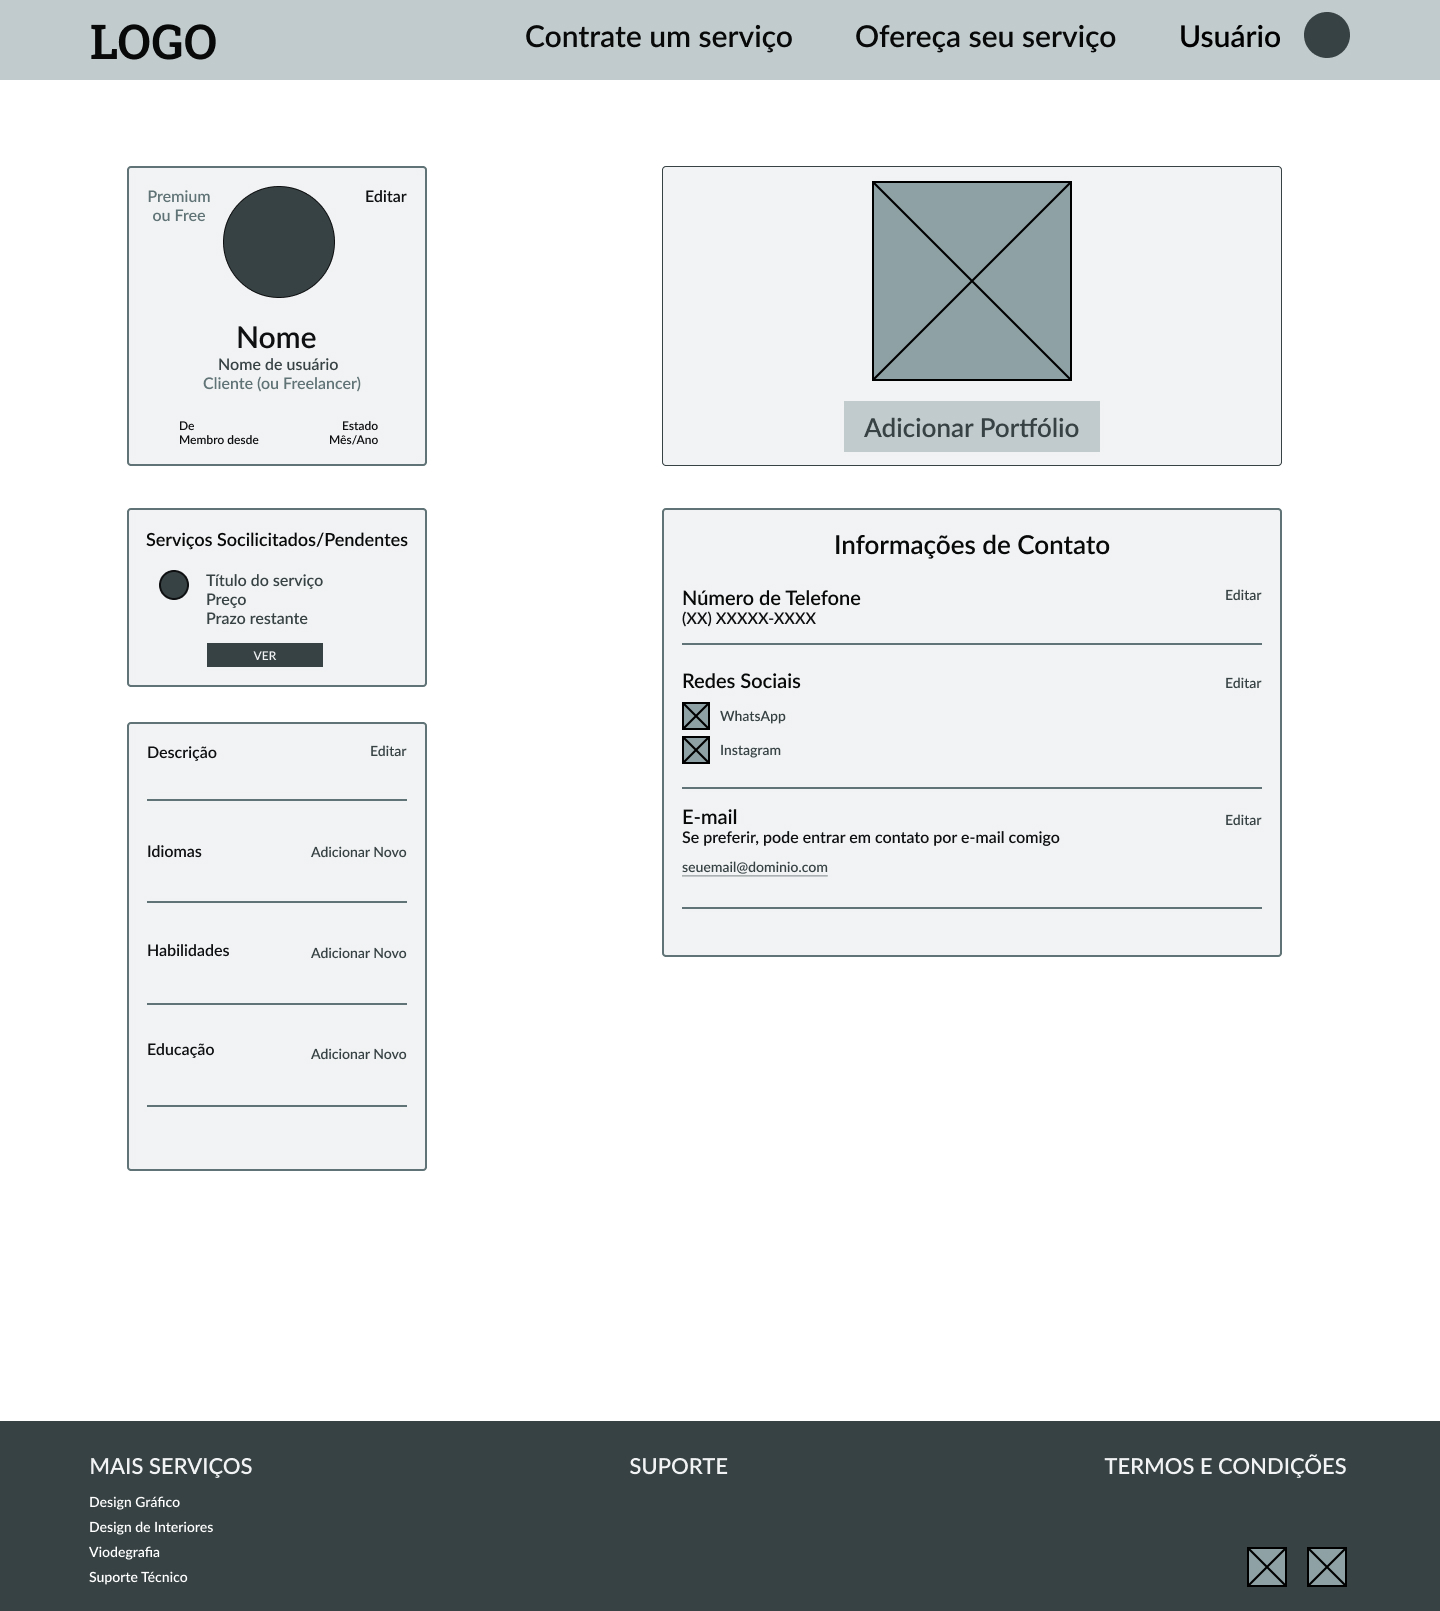 LOGO
Contrate um serviço
Ofereça seu serviço
Usuário
Premium
ou Free
Editar
Nome
Nome de usuário
Cliente (ou Freelancer)
De
Estado
Membro desde
Mês/Ano
Adicionar Portfólio
Serviços Socilicitados/Pendentes
Título do serviço
Preço
Prazo restante
VER
Descrição
Editar
Idiomas
Adicionar Novo
Habilidades
Adicionar Novo
Educação
Adicionar Novo
Informações de Contato
Número de Telefone
Editar
(XX) XXXXX-XXXX
Redes Sociais
Editar
WhatsApp
Instagram
E-mail
Editar
Se preferir, pode entrar em contato por e-mail comigo
seuemail@dominio.com
MAIS SERVIÇOS
Design Gráfico
Design de Interiores
Viodegrafia
Suporte Técnico
SUPORTE
TERMOS E CONDIÇÕES